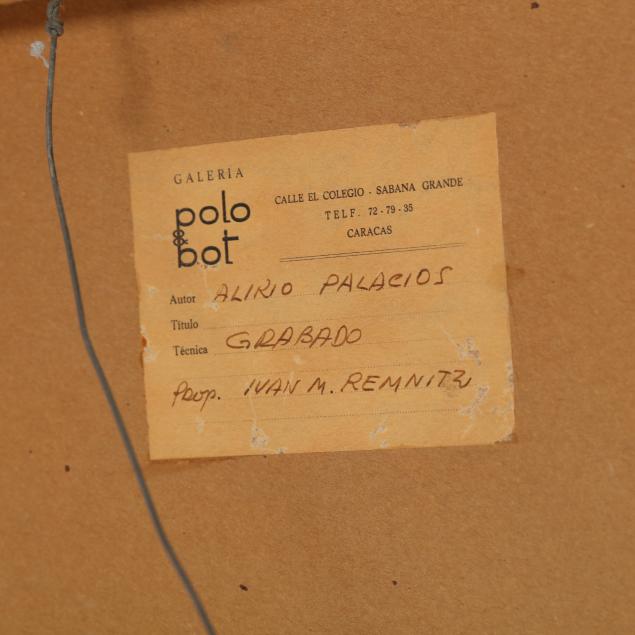 GALERIA
polo
&
bot
CALLE EL COLEGIO - SABANA GRANDE
TELF. 72-79-35
CARACAS
Autor ALIRIO PALACIOS
Título
Técnica GRABADO
Prop. IVAN M. REMNITZ